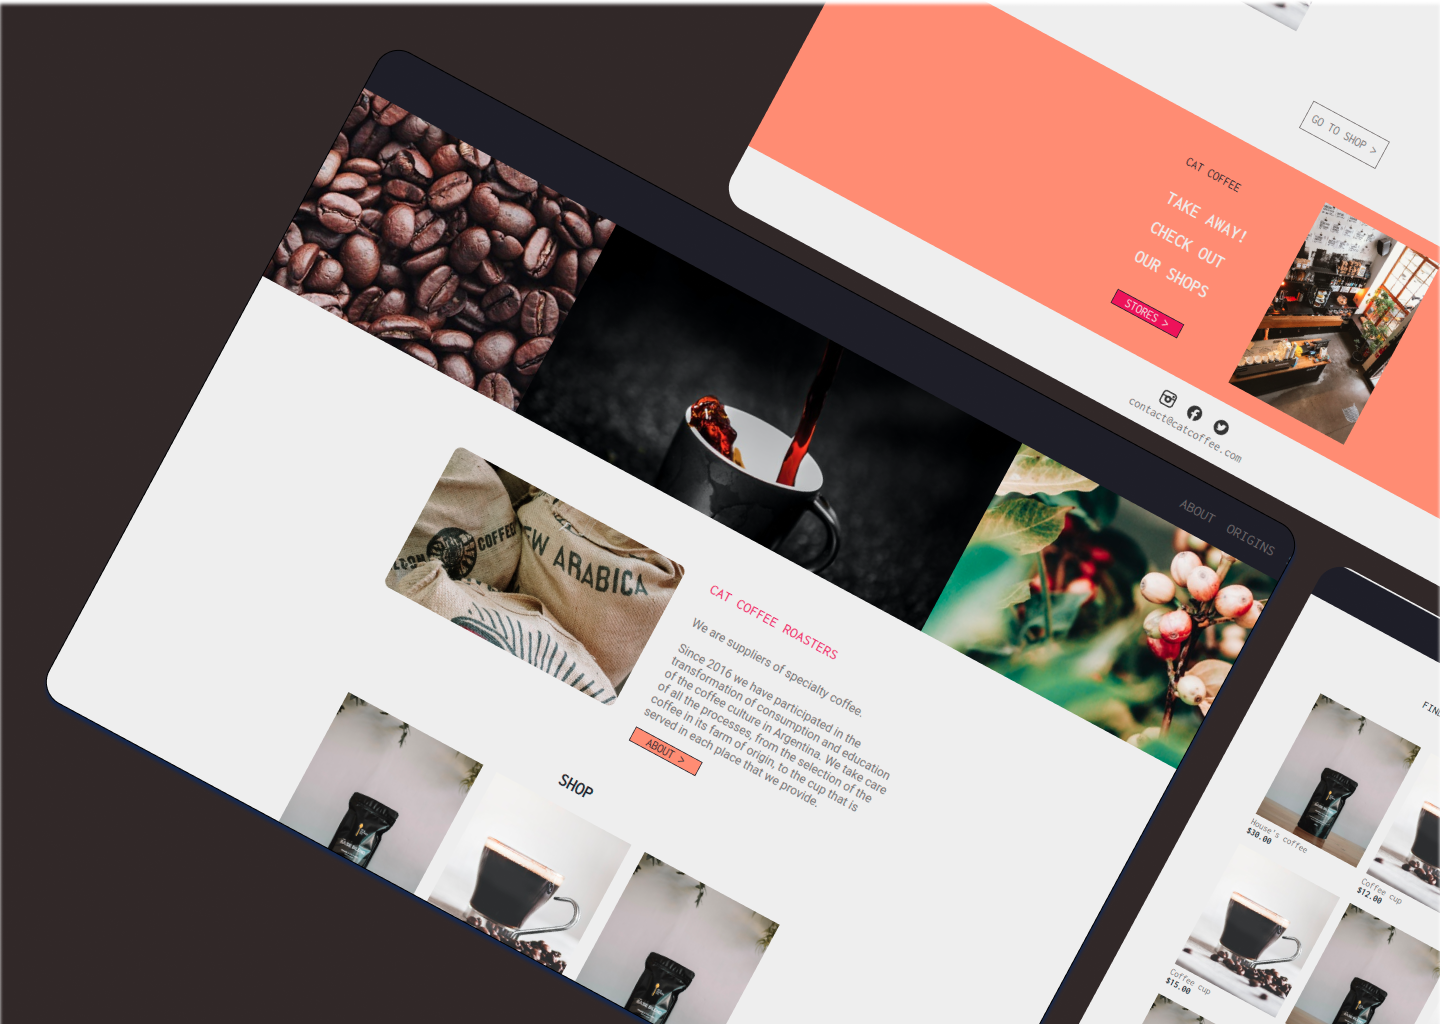 GO TO SHOP >
CAT COFFEE
TAKE AWAY!
CHECK OUT
OUR SHOPS
STORES >
contact@catcoffee.com
ABOUT ORIGINS
COFFEE
EW ARABICA
CAT COFFEE ROASTERS
We are suppliers of specialty coffee.
Since 2016 we have participated in the
transformation of consumption and education
of the coffee culture in Argentina. We take care
of all the processes, from the selection of the
coffee in its farm of origin, to the cup that is
served in each place that we provide.
ABOUT >
SHOP
House's coffee
$30.00
Coffee cup
$12.00
Coffee cup
$15.00